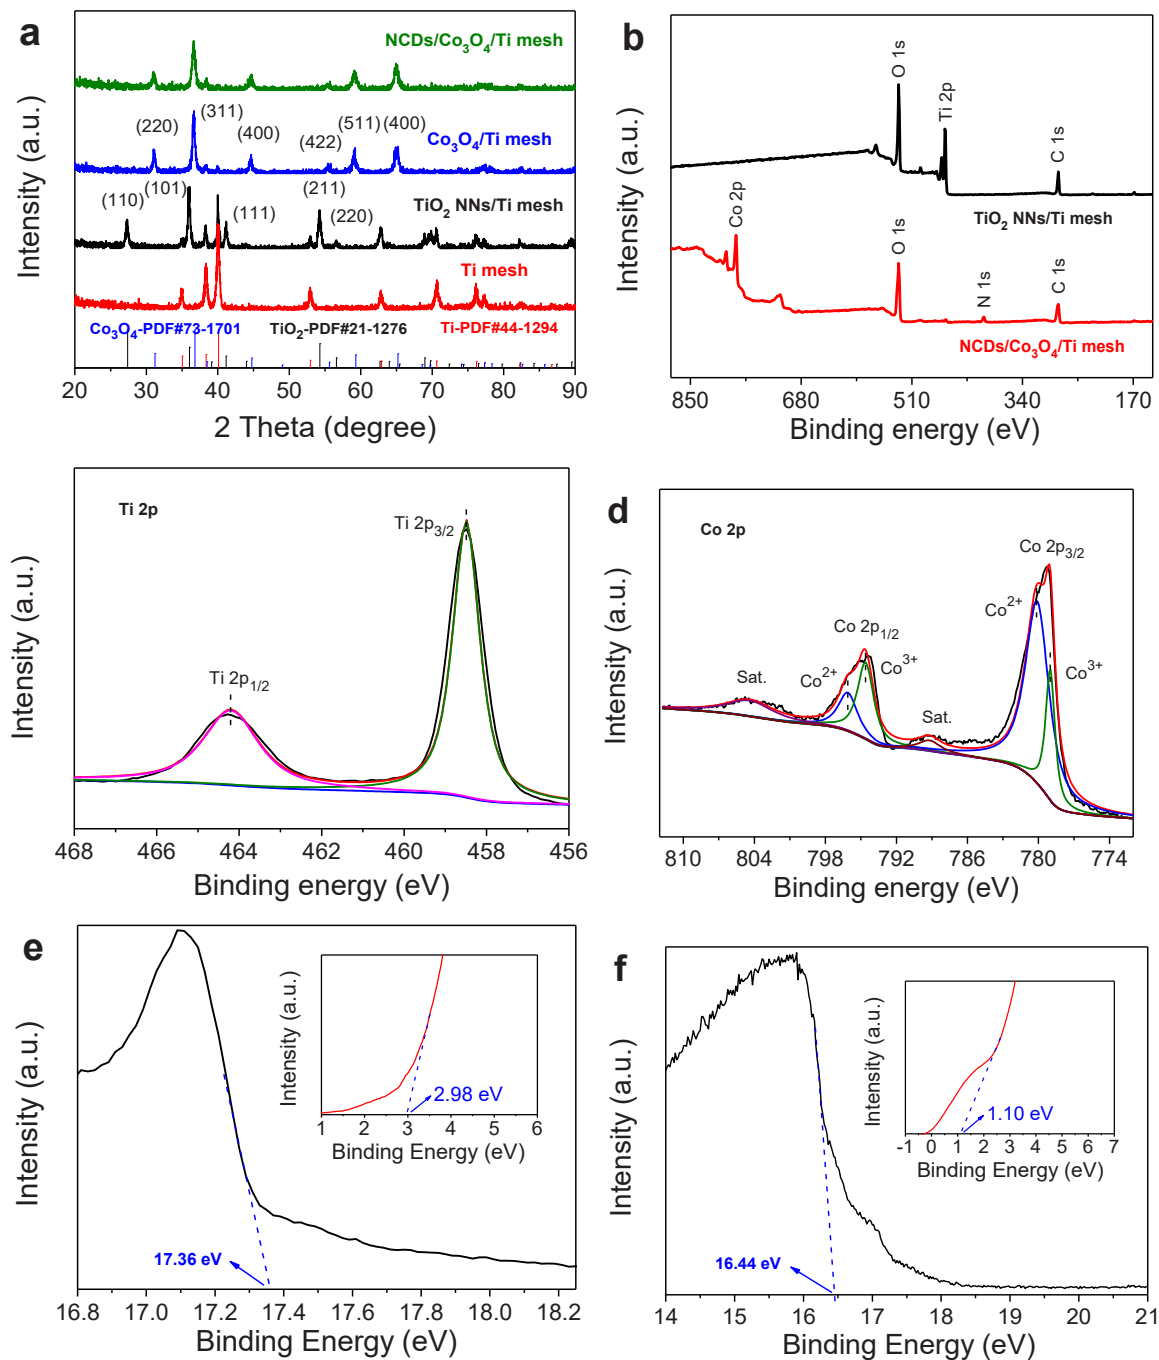 a
NCDs/Co3O4/Ti mesh
(311)
(220)
(400)
(422)
(511)
(400)
Co3O4/Ti mesh
(110)
(101)
(111)
(211)
(220)
TiO2 NNs/Ti mesh
Ti mesh
Co3O4-PDF#73-1701
TiO2-PDF#21-1276
Ti-PDF#44-1294
20 30 40 50 60 70 80 90
2 Theta (degree)
Intensity (a.u.)
b
O 1s
Ti 2p
C 1s
TiO2 NNs/Ti mesh
Co 2p
O 1s
N 1s
C 1s
NCDs/Co3O4/Ti mesh
850 680 510 340 170
Binding energy (eV)
Intensity (a.u.)
Ti 2p
Ti 2p3/2
Ti 2p1/2
468 466 464 462 460 458 456
Binding energy (eV)
Intensity (a.u.)
d
Co 2p
Co 2p3/2
Co2+
Co3+
Co 2p1/2
Co2+
Co3+
Sat.
Sat.
810 804 798 792 786 780 774
Binding energy (eV)
Intensity (a.u.)
e
Intensity (a.u.)
2.98 eV
1 2 3 4 5 6
Binding Energy (eV)
17.36 eV
16.8 17.0 17.2 17.4 17.6 17.8 18.0 18.2
Binding Energy (eV)
Intensity (a.u.)
f
Intensity (a.u.)
1.10 eV
-1 0 1 2 3 4 5 6 7
Binding Energy (eV)
16.44 eV
14 15 16 17 18 19 20 21
Binding Energy (eV)
Intensity (a.u.)